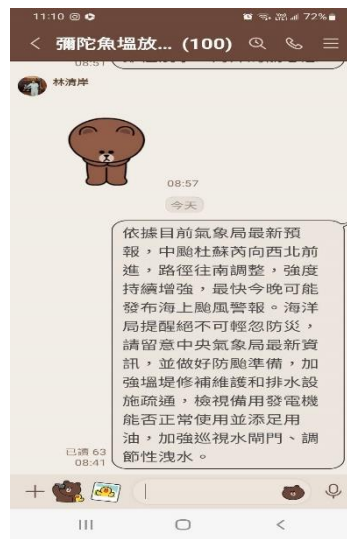 11:10
72%
彌陀魚塭放... (100)
08:51
林清岸
08:57
今天
依據目前氣象局最新預
報，中颱杜蘇芮向西北前
進，路徑往南調整，強度
持續增強，最快今晚可能
發布海上颱風警報。海洋
局提醒絕不可輕忽防災，
請留意中央氣象局最新資
訊，並做好防颱準備，加
強塭堤修補維護和排水設
施疏通，檢視備用發電機
能否正常使用並添足用
油，加強巡視水閘門、調
節性洩水。
已讀 63
08:41